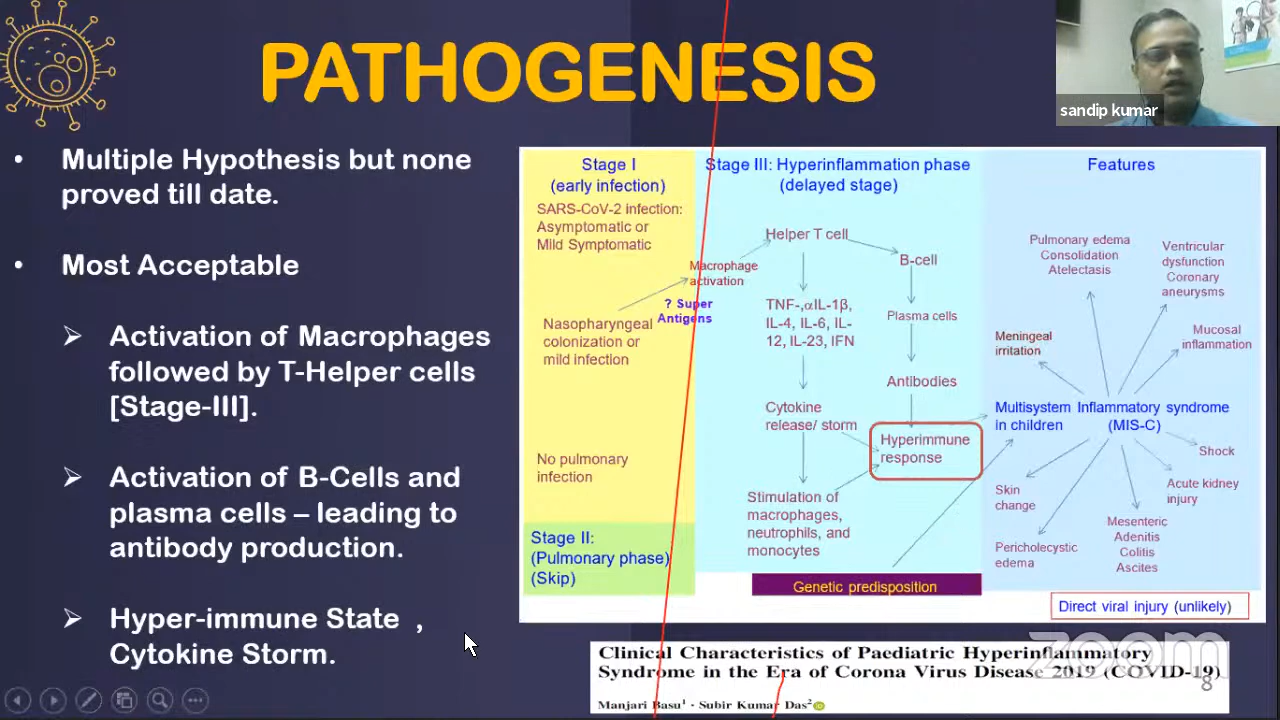 PATHOGENESIS
sandip kumar
• Multiple Hypothesis but none
proved till date.
• Most Acceptable
➢ Activation of Macrophages
followed by T-Helper cells
[Stage-III].
➢ Activation of B-Cells and
plasma cells – leading to
antibody production.
➢ Hyper-immune State ,
Cytokine Storm.
Stage I
(early infection)
SARS-CoV-2 infection:
Asymptomatic or
Mild Symptomatic
Nasopharyngeal
colonization or
mild infection
No pulmonary
infection
Stage II:
(Pulmonary phase)
(Skip)
Stage III: Hyperinflammation phase
(delayed stage)
Macrophage
activation
? Super
Antigens
Helper T cell
TNF-,αIL-1β,
IL-4, IL-6, IL-
12, IL-23, IFN
Cytokine
release/ storm
Stimulation of
macrophages,
neutrophils, and
monocytes
B-cell
Plasma cells
Antibodies
Hyperimmune
response
Genetic predisposition
Features
Pulmonary edema
Consolidation
Atelectasis
Ventricular
dysfunction
Coronary
aneurysms
Meningeal
irritation
Mucosal
inflammation
Multisystem Inflammatory syndrome
in children (MIS-C)
Shock
Skin
change
Acute kidney
injury
Pericholecystic
edema
Mesenteric
Adenitis
Colitis
Ascites
Direct viral injury (unlikely)
zoom
Clinical Characteristics of Paediatric Hyperinflammatory
Syndrome in the Era of Corona Virus Disease 2019 (COVID-19)
8
Manjari Basu¹ · Subir Kumar Das²